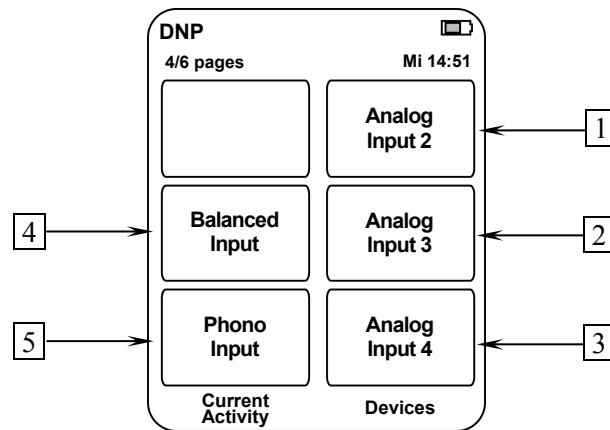 DNP
4/6 pages
Mi 14:51
Analog
Input 2
1
4
Balanced
Input
Analog
Input 3
2
5
Phono
Input
Analog
Input 4
3
Current
Activity
Devices